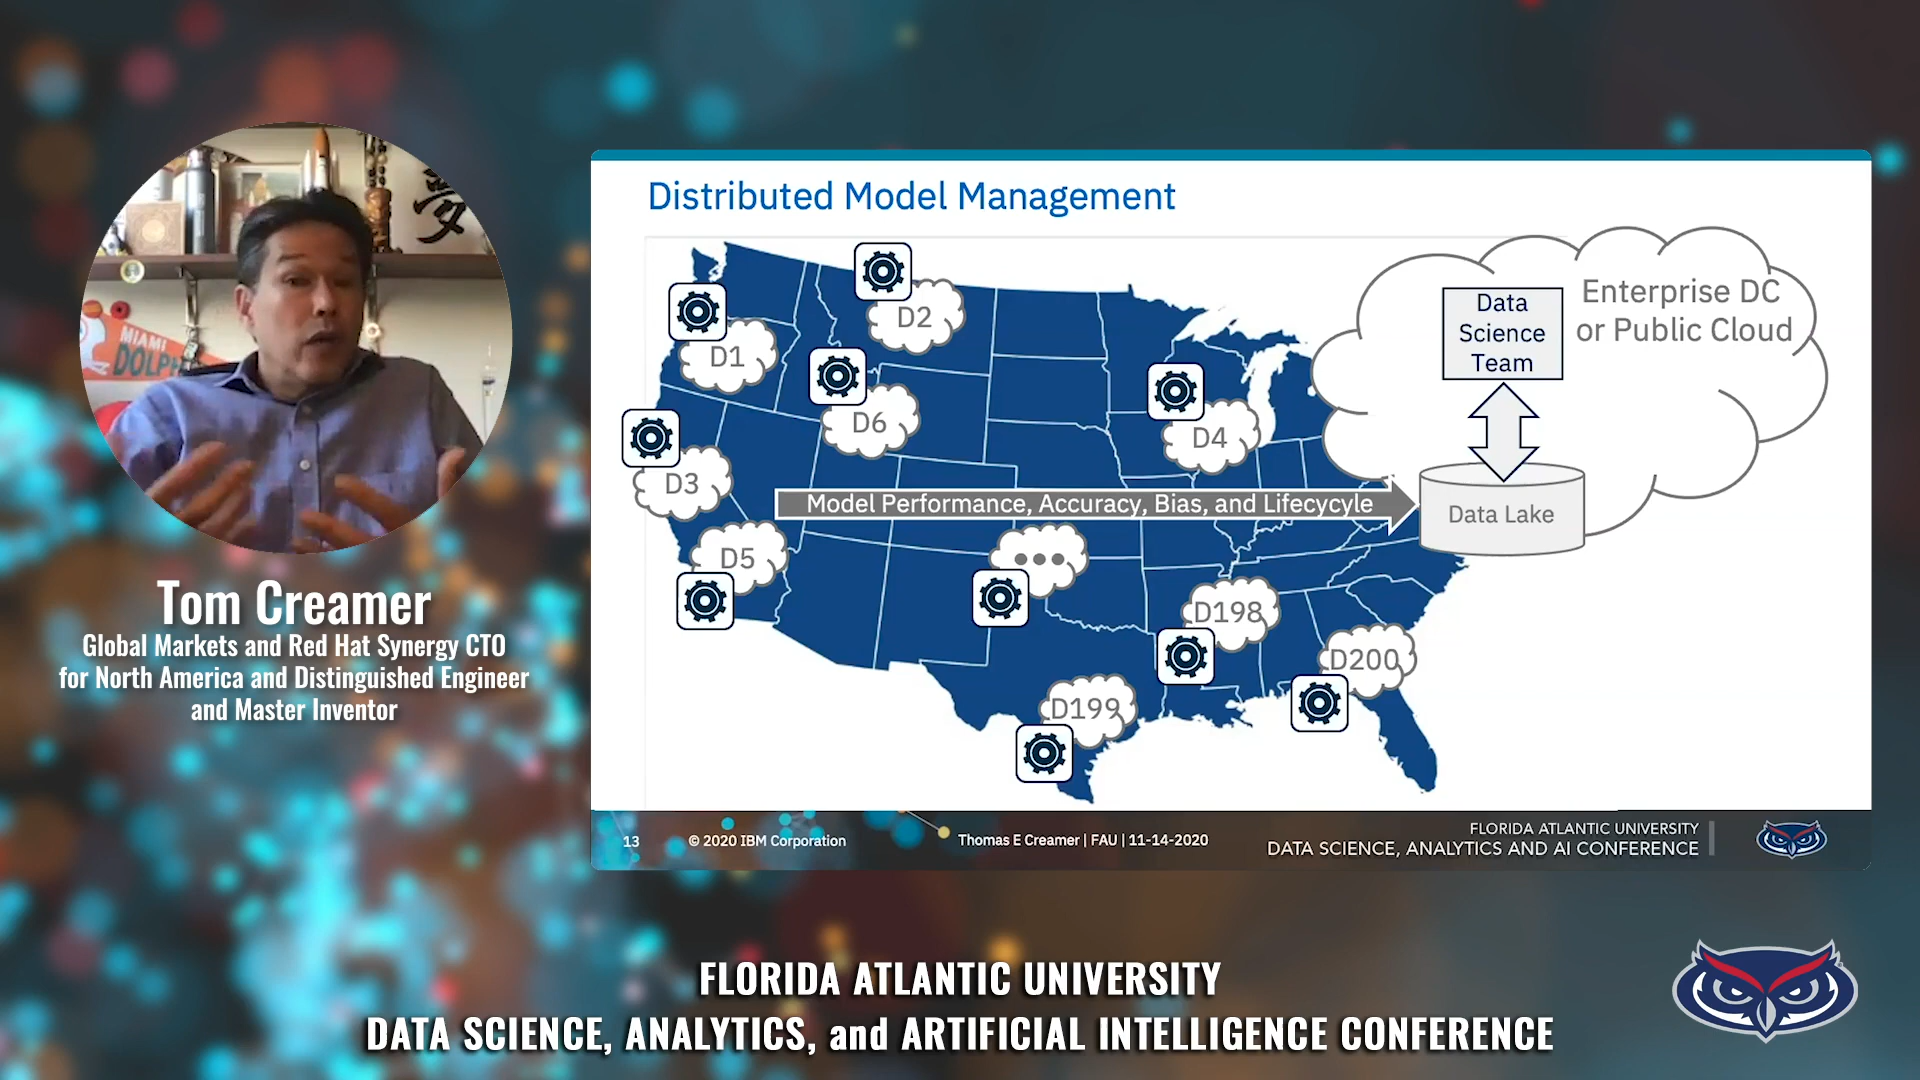 夢
MIAMI
DOLPH
Tom Creamer
Global Markets and Red Hat Synergy CTO
for North America and Distinguished Engineer
and Master Inventor
Distributed Model Management
D1
D2
D6
D3
D4
D5
D198
D199
D200
Model Performance, Accuracy, Bias, and Lifecycyle
Data
Science
Team
Enterprise DC
or Public Cloud
Data Lake
13
© 2020 IBM Corporation
Thomas E Creamer | FAU | 11-14-2020
FLORIDA ATLANTIC UNIVERSITY
DATA SCIENCE, ANALYTICS AND AI CONFERENCE
FLORIDA ATLANTIC UNIVERSITY
DATA SCIENCE, ANALYTICS, and ARTIFICIAL INTELLIGENCE CONFERENCE